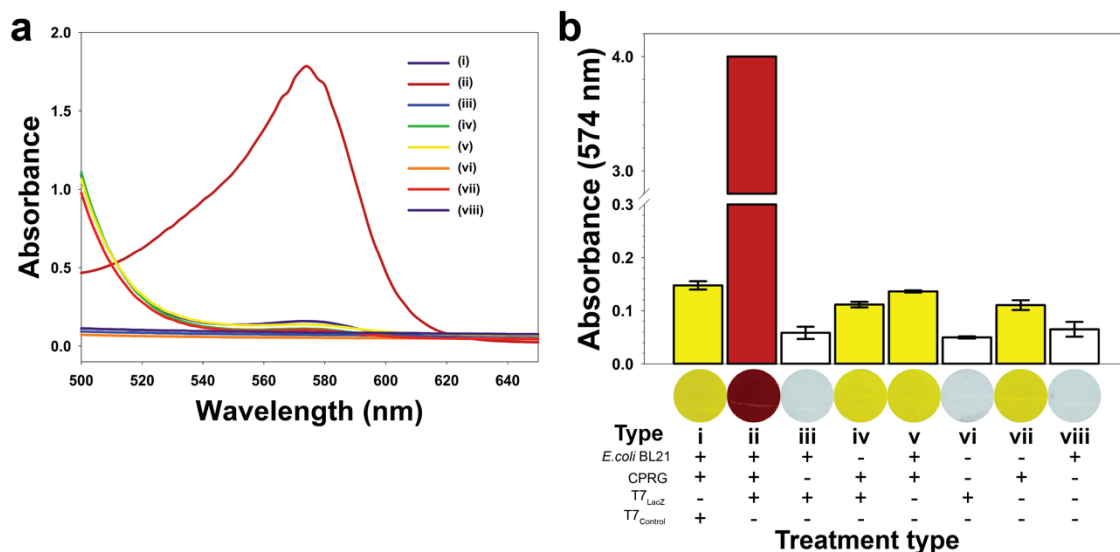 a
2.0
1.5
1.0
0.5
0.0
Absorbance
500 520 540 560 580 600 620 640
Wavelength (nm)
(i)
(ii)
(iii)
(iv)
(v)
(vi)
(vii)
(viii)
b
4.0
3.0
0.3
0.2
0.1
0.0
Absorbance (574 nm)
Type i ii iii iv v vi vii viii
E.coli BL21 + + + - + - - +
CPRG + + - + + - + -
T7LacZ - + + + - + - -
T7Control + - - - - - - -
Treatment type